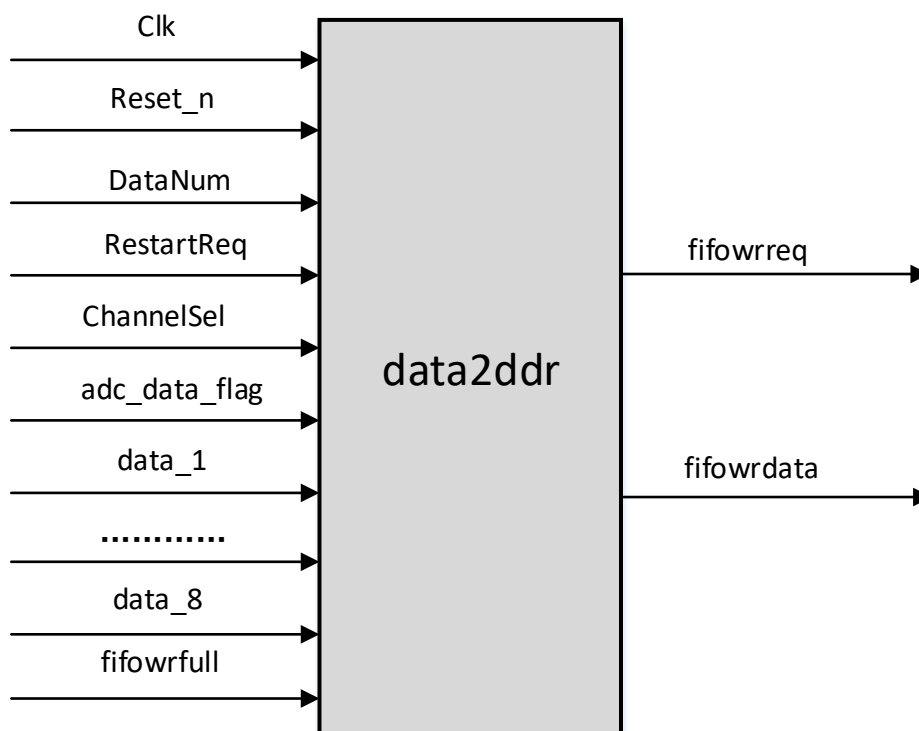 Clk
Reset_n
DataNum
RestartReq
ChannelSel
adc_data_flag
data_1
............
data_8
fifowrfull
data2ddr
fifowrreq
fifowrdata